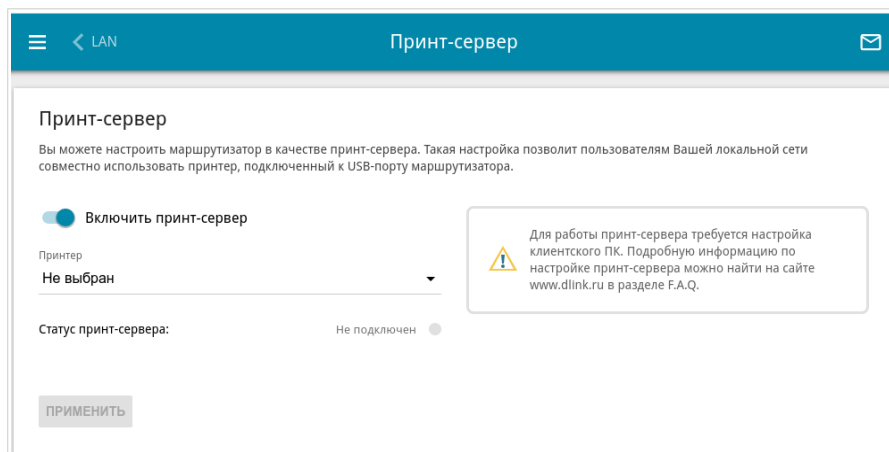 LAN
Принт-сервер
Принт-сервер
Вы можете настроить маршрутизатор в качестве принт-сервера. Такая настройка позволит пользователям Вашей локальной сети
совместно использовать принтер, подключенный к USB-порту маршрутизатора.
Включить принт-сервер
Принтер
Не выбран
Статус принт-сервера:
Не подключен
Для работы принт-сервера требуется настройка
клиентского ПК. Подробную информацию по
настройке принт-сервера можно найти на сайте
www.dlink.ru в разделе F.A.Q.
ПРИМЕНИТЬ